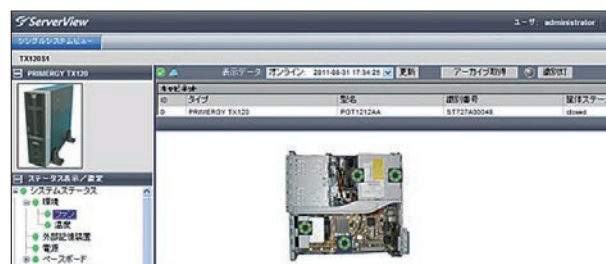 ServerView
ユーザ: administrator
シングルシステムビュー
TX120S1
PRIMERGY TX120
表示データ: オンライン: 2011-08-31 17:34:25 更新 アーカイブ取得 識別灯
キャビネット
ID タイプ 型名 識別番号 筐体ステー
0 PRIMERGY TX120 PGT1212AA ST727A00048 closed
ステータス表示／設定
システムステータス
環境
ファン
温度
外部記憶装置
電源
ベースボード